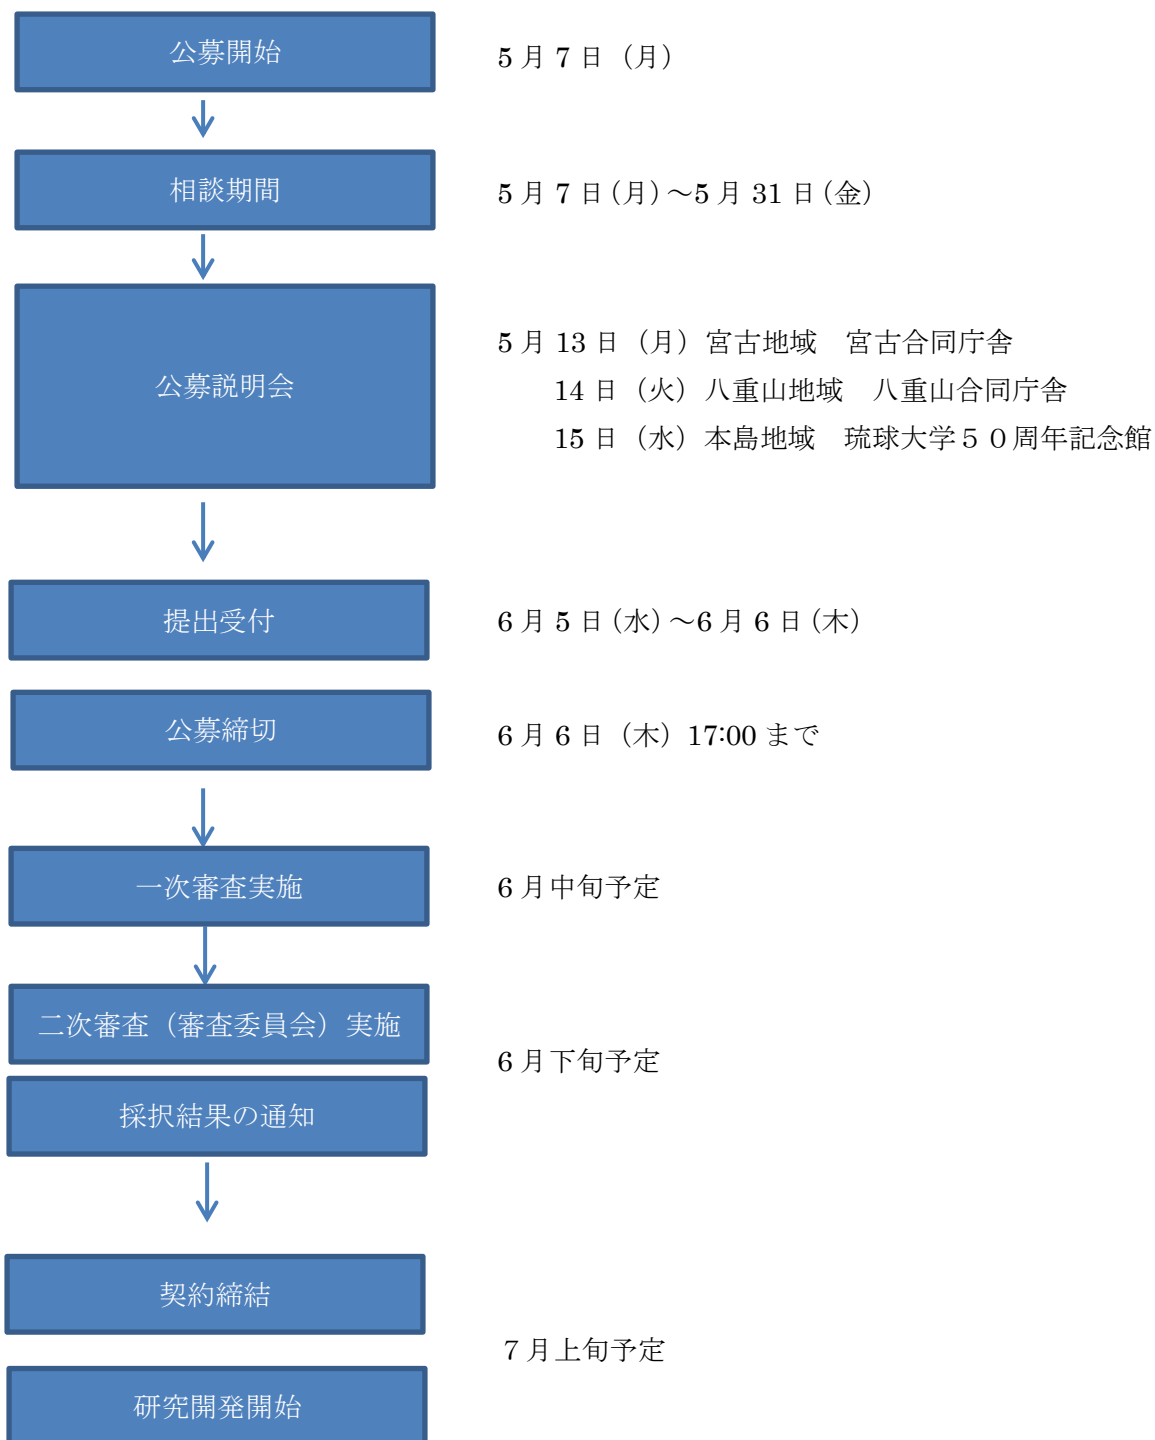 公募開始
5月7日（月）
相談期間
5月7日(月)～5月31日(金)
公募説明会
5月13日（月）宮古地域　宮古合同庁舎
14日（火）八重山地域　八重山合同庁舎
15日（水）本島地域　琉球大学５０周年記念館
提出受付
6月5日(水)～6月6日(木)
公募締切
6月6日（木）17:00まで
一次審査実施
6月中旬予定
二次審査（審査委員会）実施
6月下旬予定
採択結果の通知
契約締結
７月上旬予定
研究開発開始